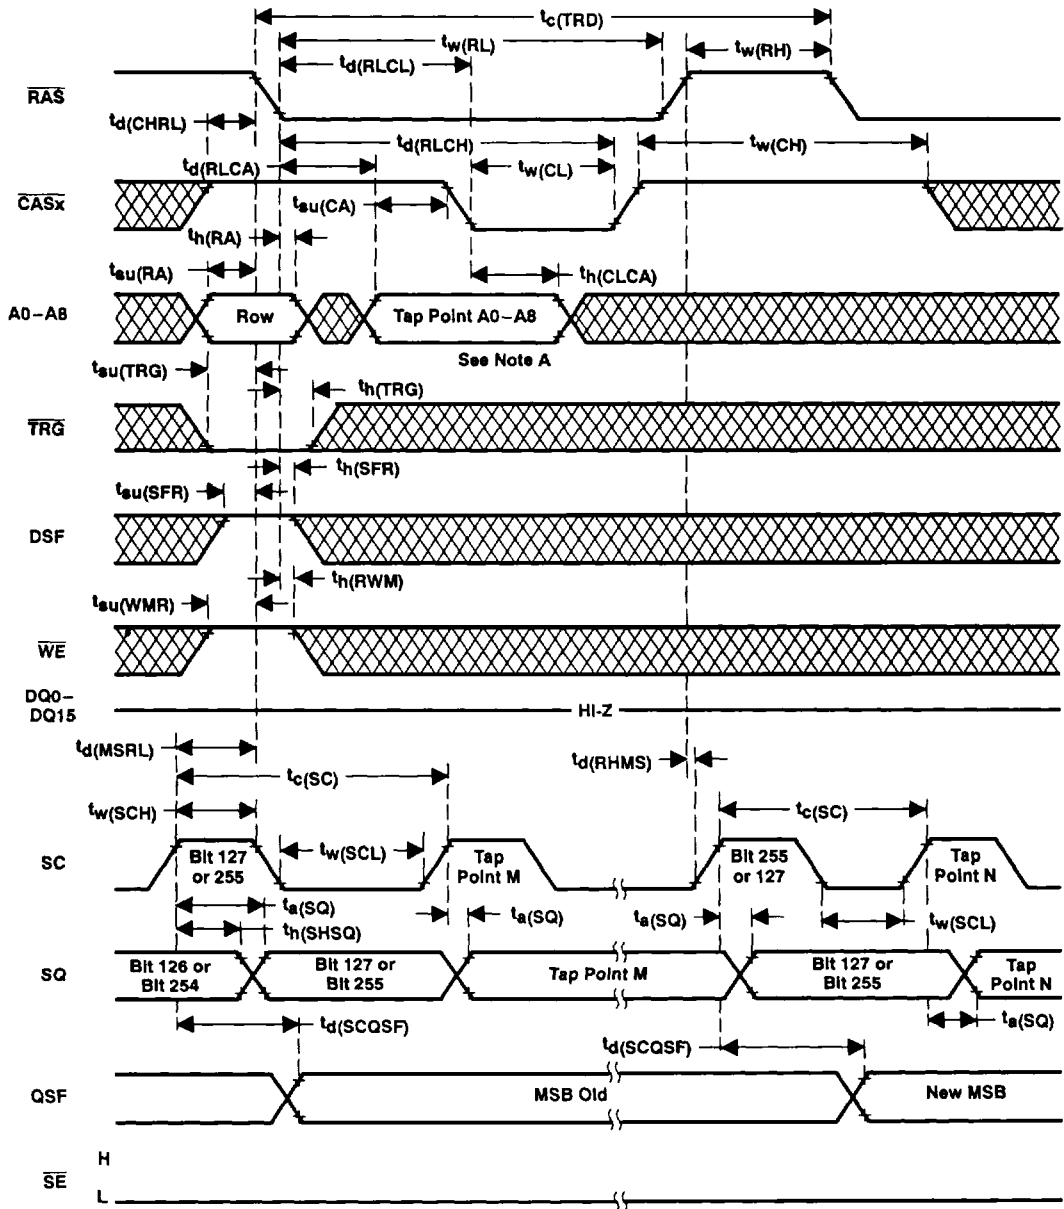 tc(TRD)
tw(RL)
tw(RH)
td(RLCL)
RAS
td(CHRL)
td(RLCH)
tw(CH)
td(RLCA)
tw(CL)
CASx
tsu(CA)
th(RA)
tsu(RA)
th(CLCA)
A0–A8
Row
Tap Point A0–A8
See Note A
tsu(TRG)
th(TRG)
TRG
th(SFR)
tsu(SFR)
DSF
th(RWM)
tsu(WMR)
WE
DQ0–
DQ15
HI-Z
td(MSRL)
td(RHMS)
tc(SC)
tc(SC)
tw(SCH)
SC
Bit 127
or 255
tw(SCL)
Tap
Point M
Bit 255
or 127
Tap
Point N
ta(SQ)
ta(SQ)
ta(SQ)
tw(SCL)
th(SHSQ)
SQ
Bit 126 or
Bit 254
Bit 127 or
Bit 255
Tap Point M
Bit 127 or
Bit 255
Tap
Point N
ta(SQ)
td(SCQSF)
td(SCQSF)
QSF
MSB Old
New MSB
H
SE
L